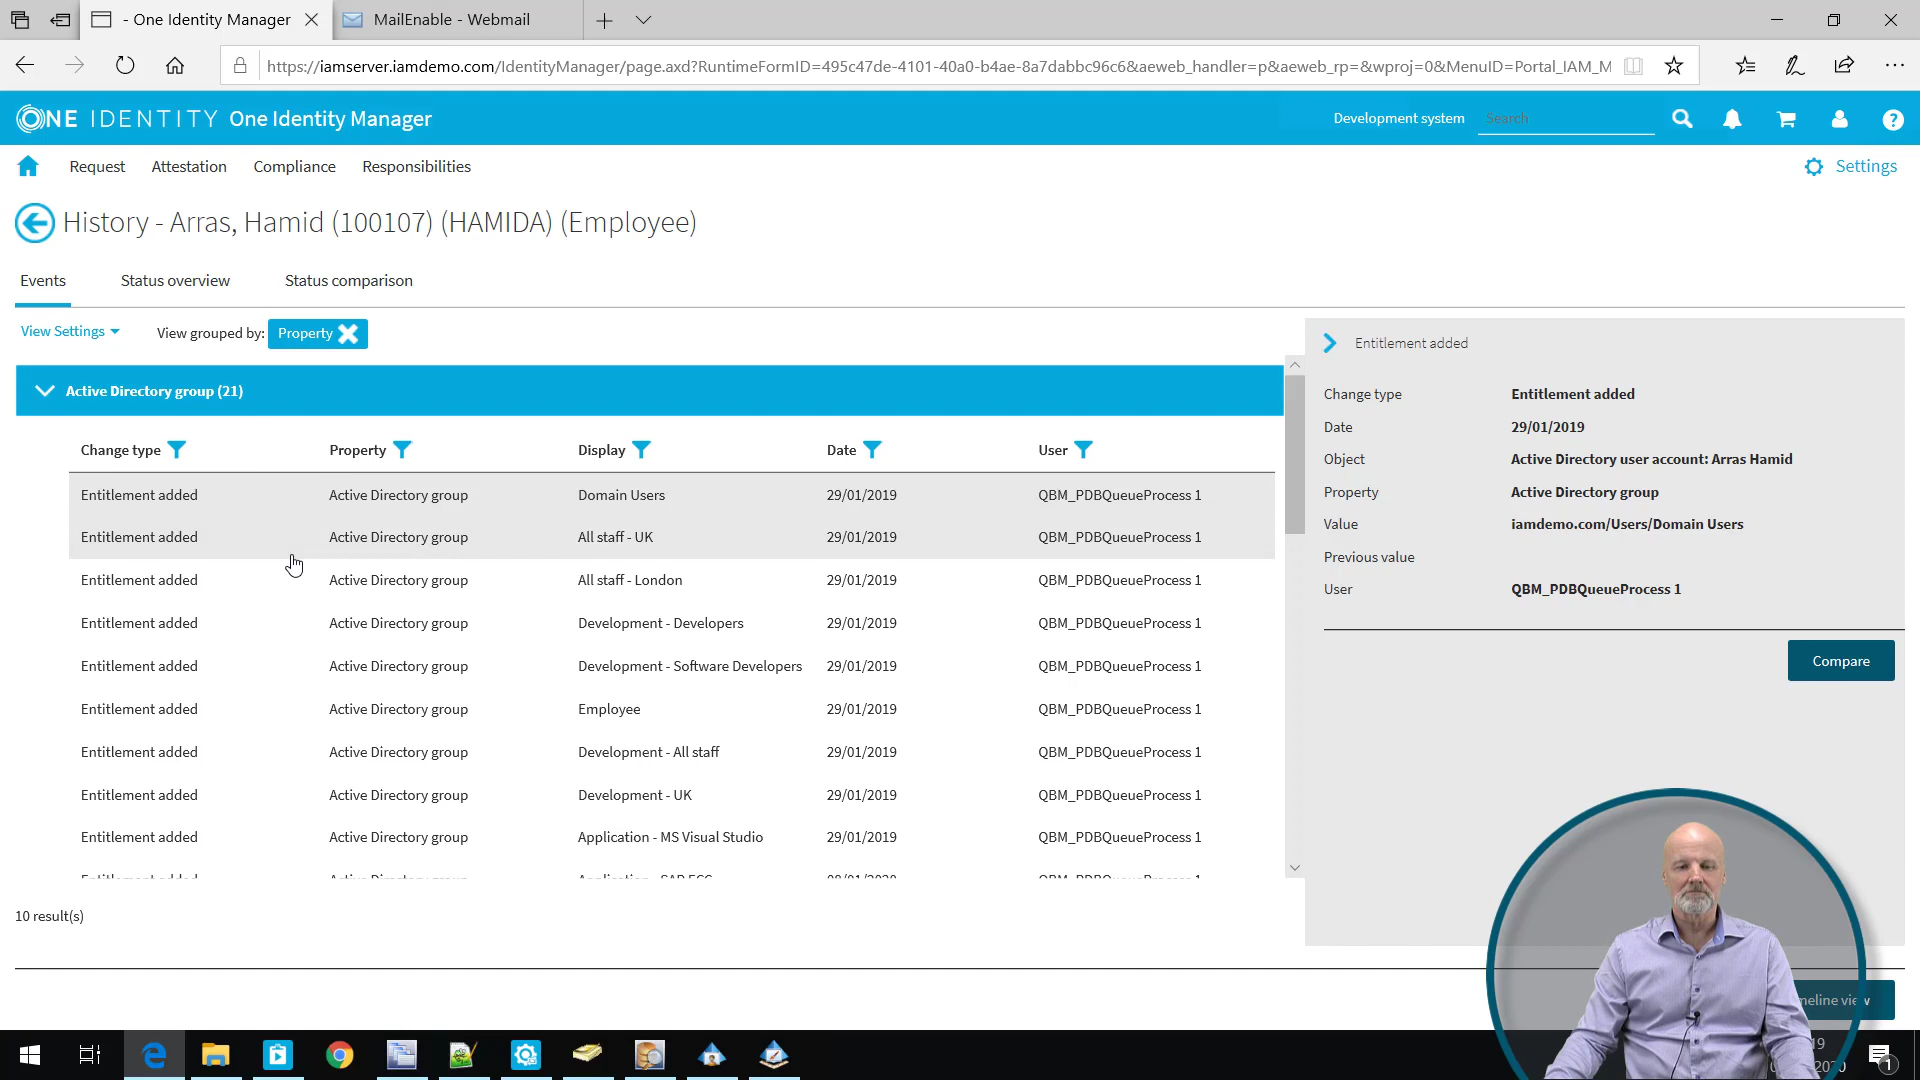 - One Identity Manager
MailEnable - Webmail
https://iamserver.iamdemo.com/IdentityManager/page.axd?RuntimeFormID=495c47de-4101-40a0-b4ae-8a7dabbc96c6&aeweb_handler=p&aeweb_rp=&wproj=0&MenuID=Portal_IAM_M
ONE IDENTITY One Identity Manager
Development system
Search
Request
Attestation
Compliance
Responsibilities
Settings
History - Arras, Hamid (100107) (HAMIDA) (Employee)
Events
Status overview
Status comparison
View Settings
View grouped by:
Property
Active Directory group (21)
Change type Property Display Date User
Entitlement added Active Directory group Domain Users 29/01/2019 QBM_PDBQueueProcess 1
Entitlement added Active Directory group All staff - UK 29/01/2019 QBM_PDBQueueProcess 1
Entitlement added Active Directory group All staff - London 29/01/2019 QBM_PDBQueueProcess 1
Entitlement added Active Directory group Development - Developers 29/01/2019 QBM_PDBQueueProcess 1
Entitlement added Active Directory group Development - Software Developers 29/01/2019 QBM_PDBQueueProcess 1
Entitlement added Active Directory group Employee 29/01/2019 QBM_PDBQueueProcess 1
Entitlement added Active Directory group Development - All staff 29/01/2019 QBM_PDBQueueProcess 1
Entitlement added Active Directory group Development - UK 29/01/2019 QBM_PDBQueueProcess 1
Entitlement added Active Directory group Application - MS Visual Studio 29/01/2019 QBM_PDBQueueProcess 1
10 result(s)
Entitlement added
Change type Entitlement added
Date 29/01/2019
Object Active Directory user account: Arras Hamid
Property Active Directory group
Value iamdemo.com/Users/Domain Users
Previous value
User QBM_PDBQueueProcess 1
Compare
view
1